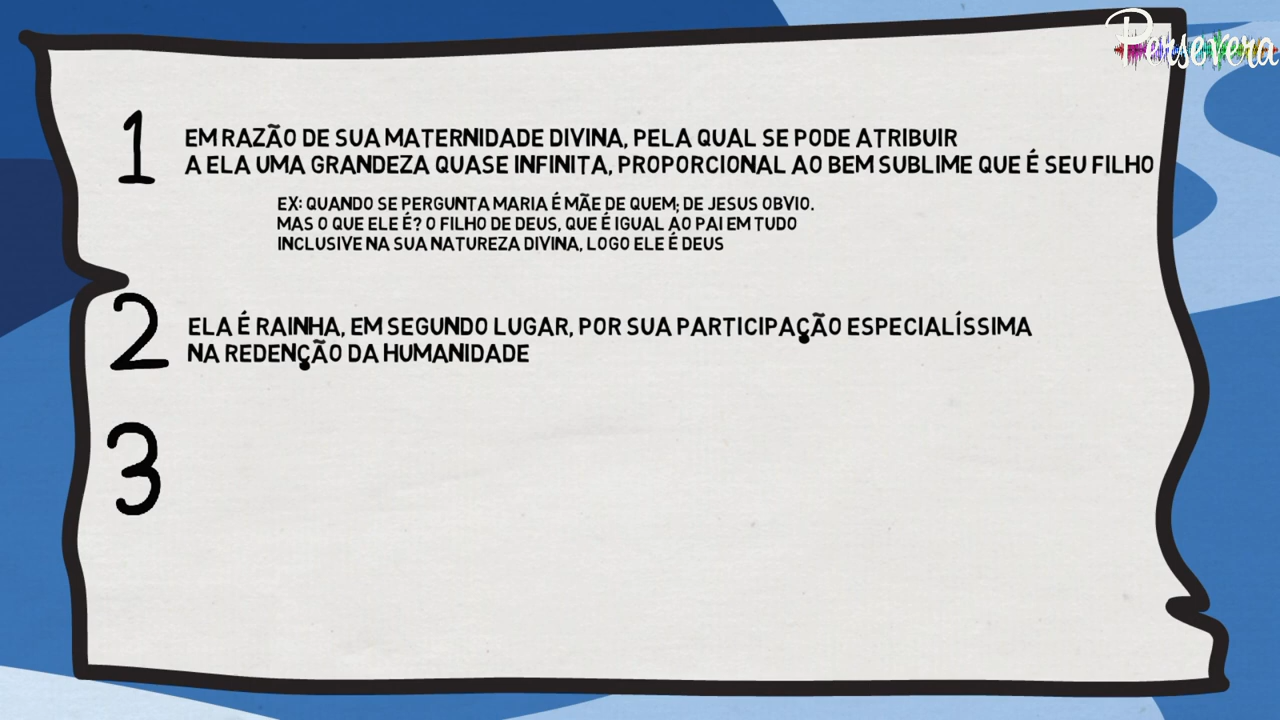 Persevera
1
EM RAZÃO DE SUA MATERNIDADE DIVINA, PELA QUAL SE PODE ATRIBUIR
A ELA UMA GRANDEZA QUASE INFINITA, PROPORCIONAL AO BEM SUBLIME QUE É SEU FILHO
EX: QUANDO SE PERGUNTA MARIA É MÃE DE QUEM; DE JESUS OBVIO.
MAS O QUE ELE É? O FILHO DE DEUS, QUE É IGUAL AO PAI EM TUDO
INCLUSIVE NA SUA NATUREZA DIVINA, LOGO ELE É DEUS
2
ELA É RAINHA, EM SEGUNDO LUGAR, POR SUA PARTICIPAÇÃO ESPECIALÍSSIMA
NA REDENÇÃO DA HUMANIDADE
3